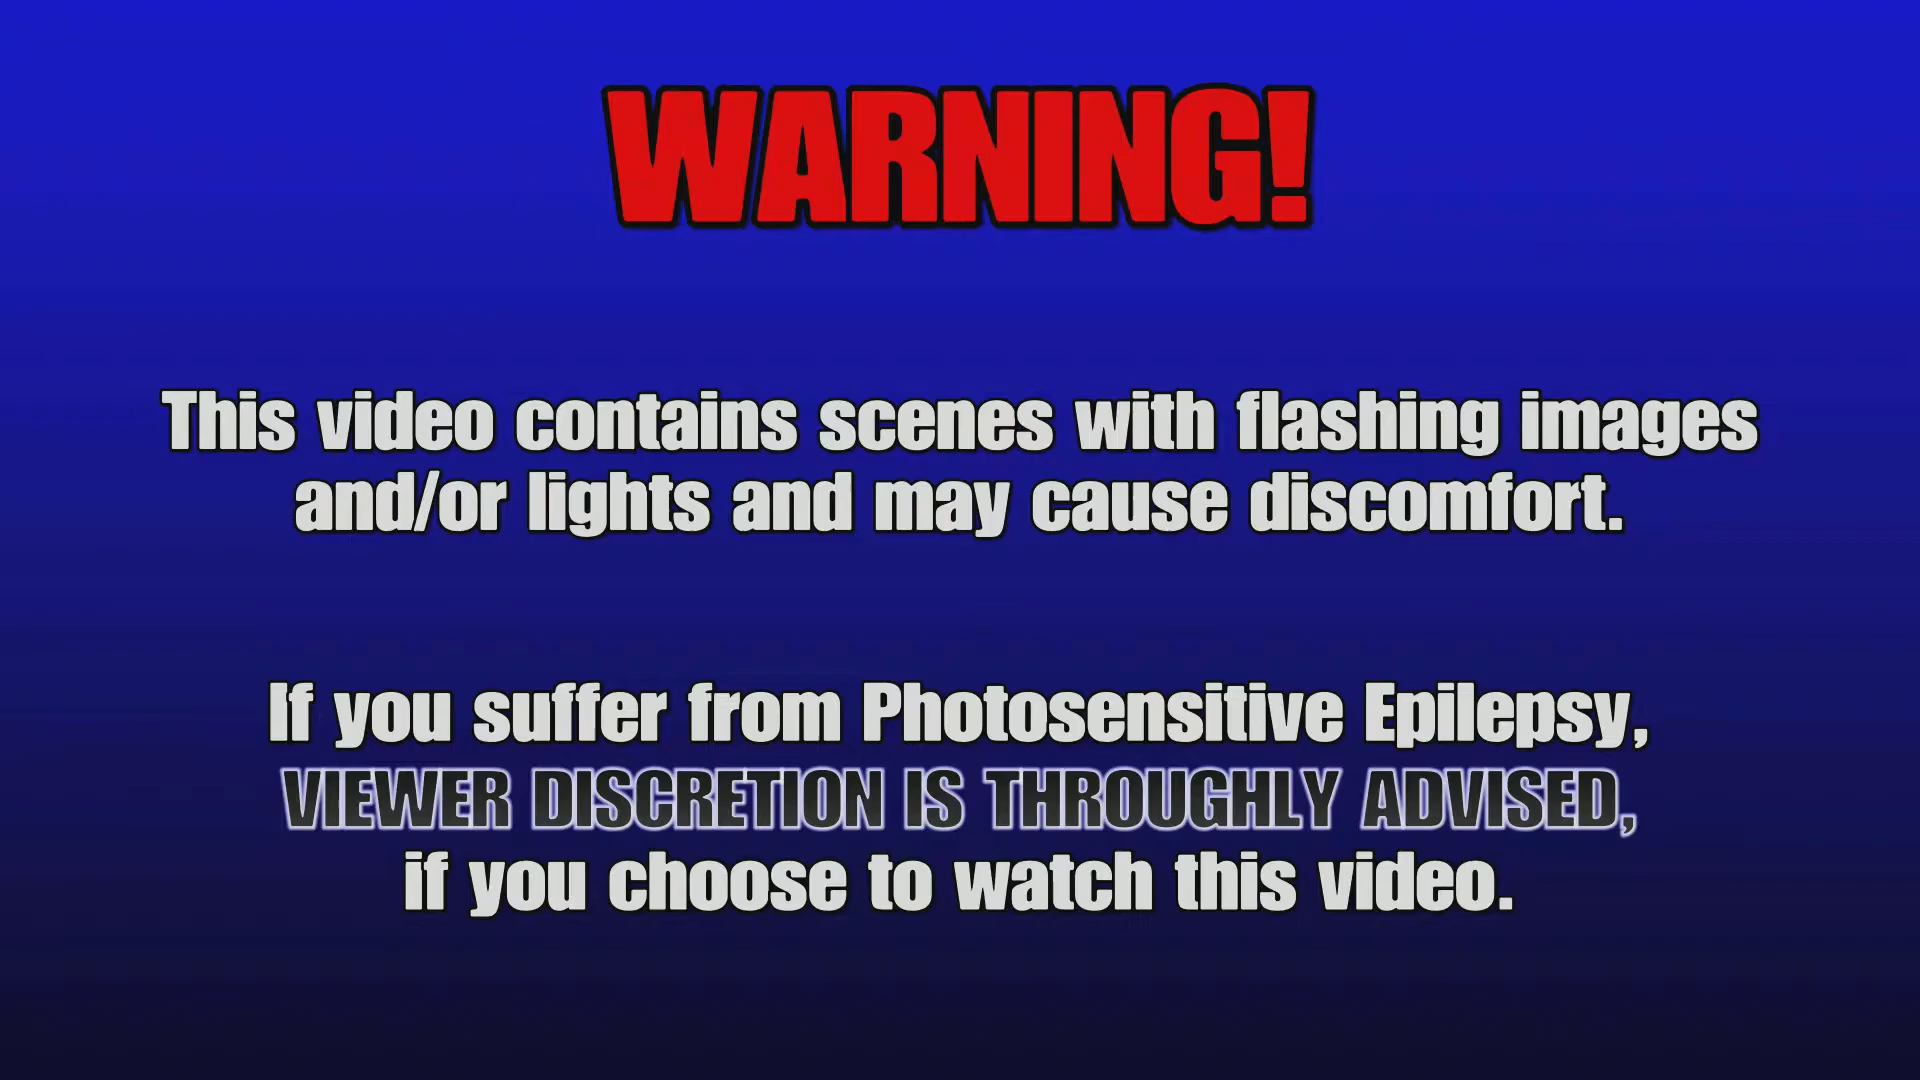 WARNING!
This video contains scenes with flashing images
and/or lights and may cause discomfort.
If you suffer from Photosensitive Epilepsy,
VIEWER DISCRETION IS THROUGHLY ADVISED,
if you choose to watch this video.